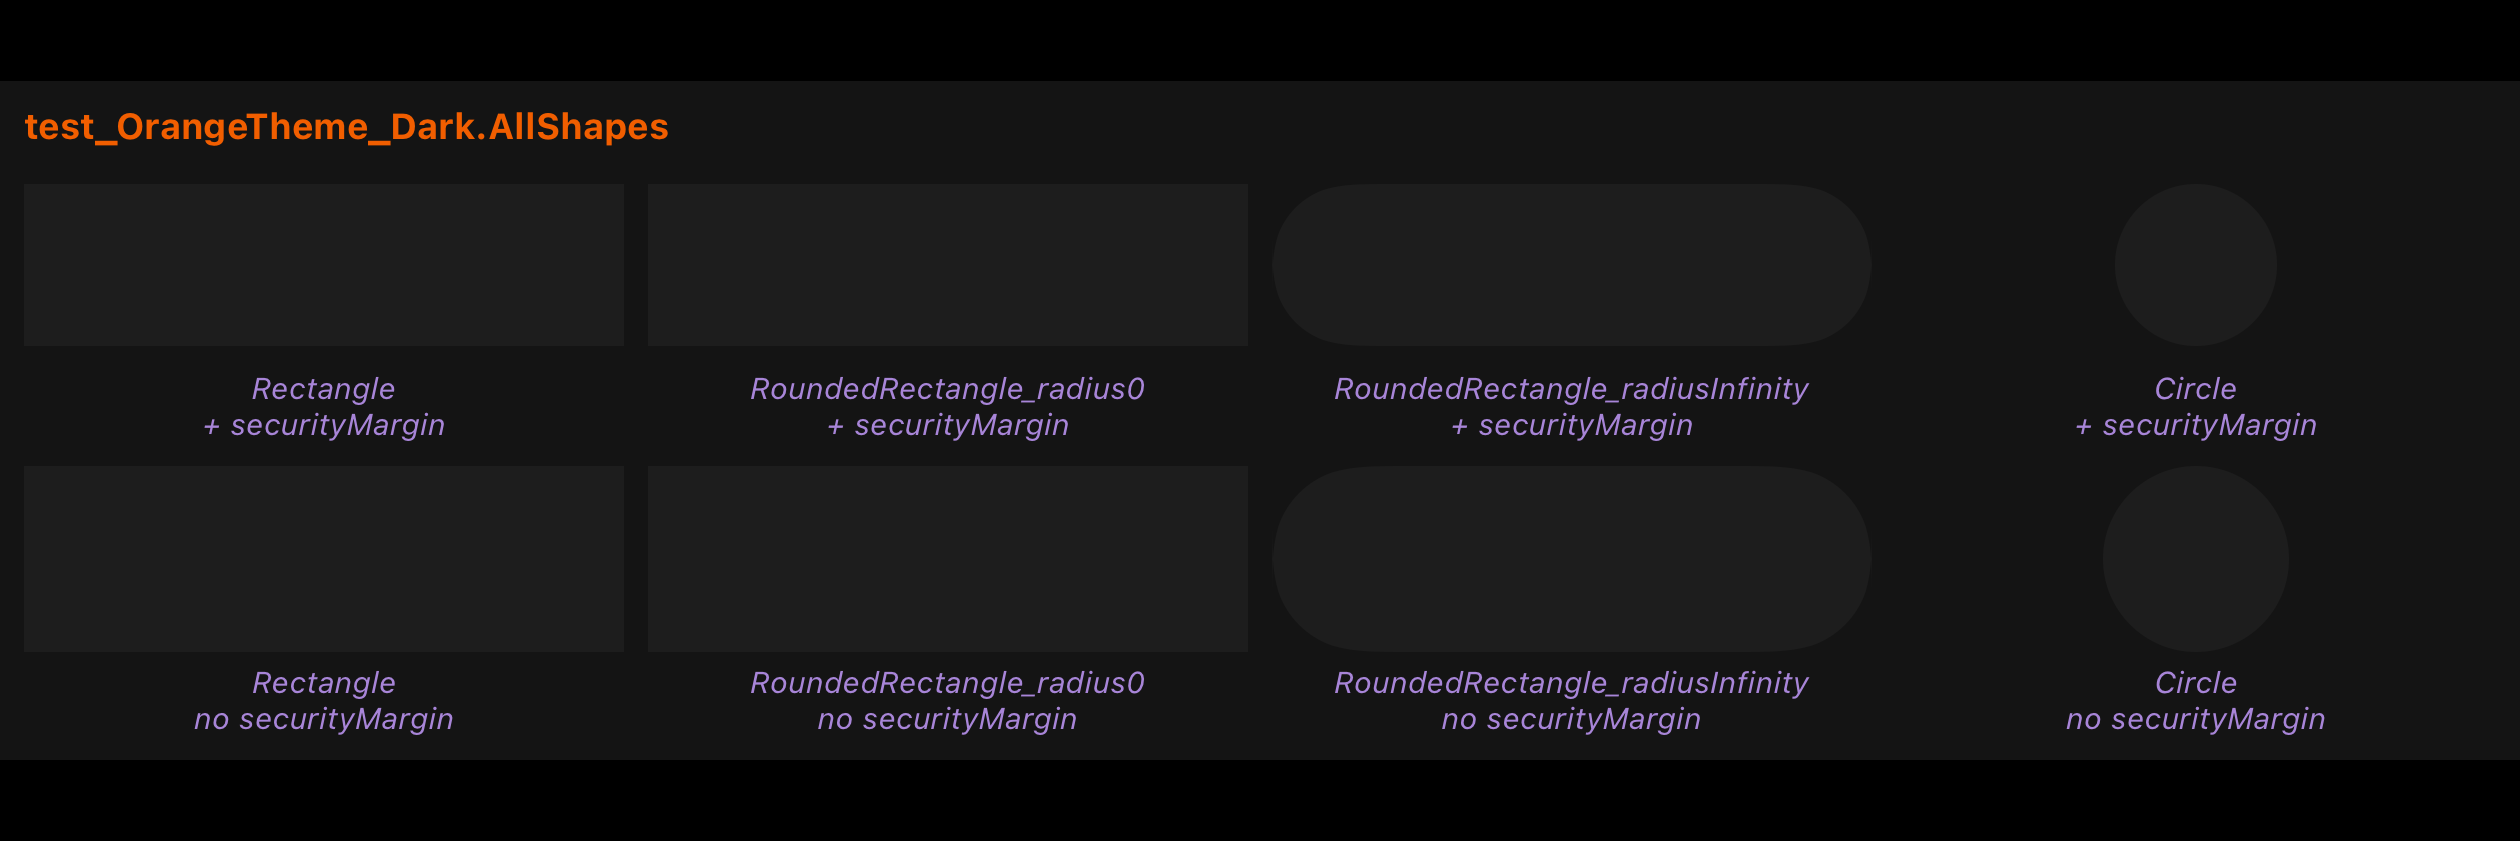 test_OrangeTheme_Dark.AllShapes
Rectangle
+ securityMargin
RoundedRectangle_radius0
+ securityMargin
RoundedRectangle_radiusInfinity
+ securityMargin
Circle
+ securityMargin
Rectangle
no securityMargin
RoundedRectangle_radius0
no securityMargin
RoundedRectangle_radiusInfinity
no securityMargin
Circle
no securityMargin